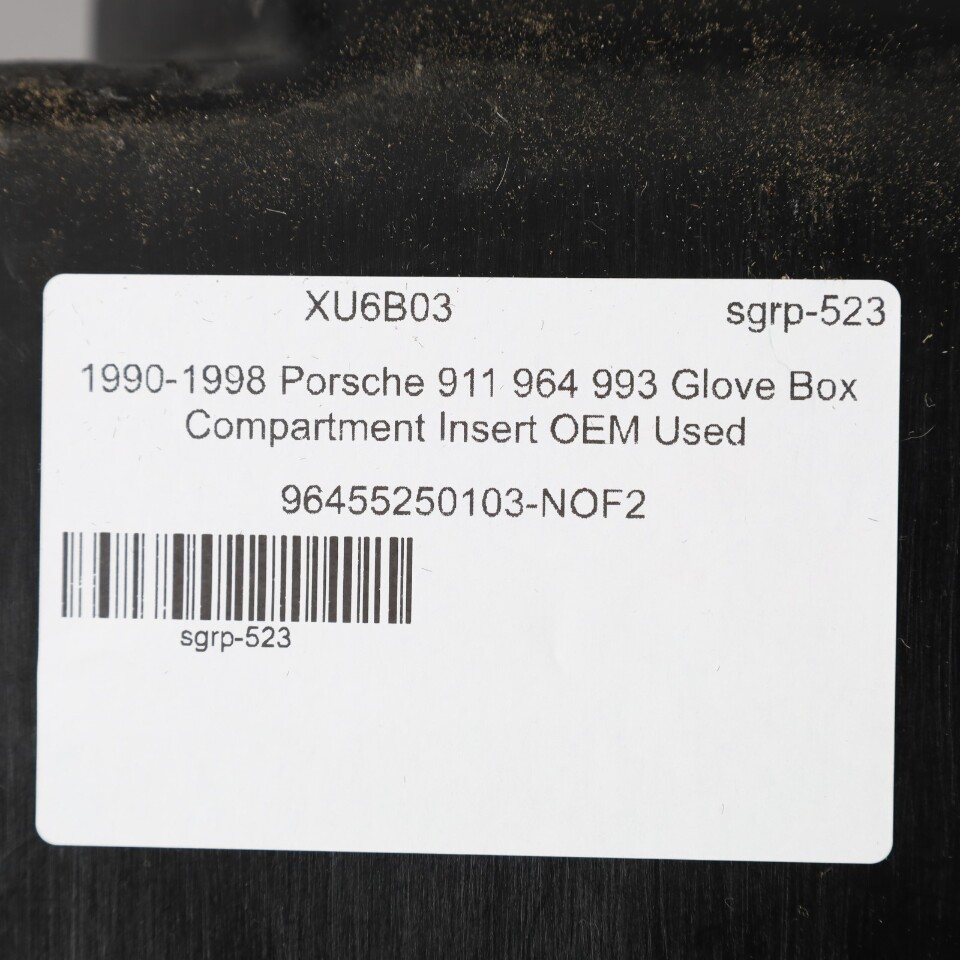 XU6B03 sgrp-523
1990-1998 Porsche 911 964 993 Glove Box
Compartment Insert OEM Used
96455250103-NOF2
sgrp-523